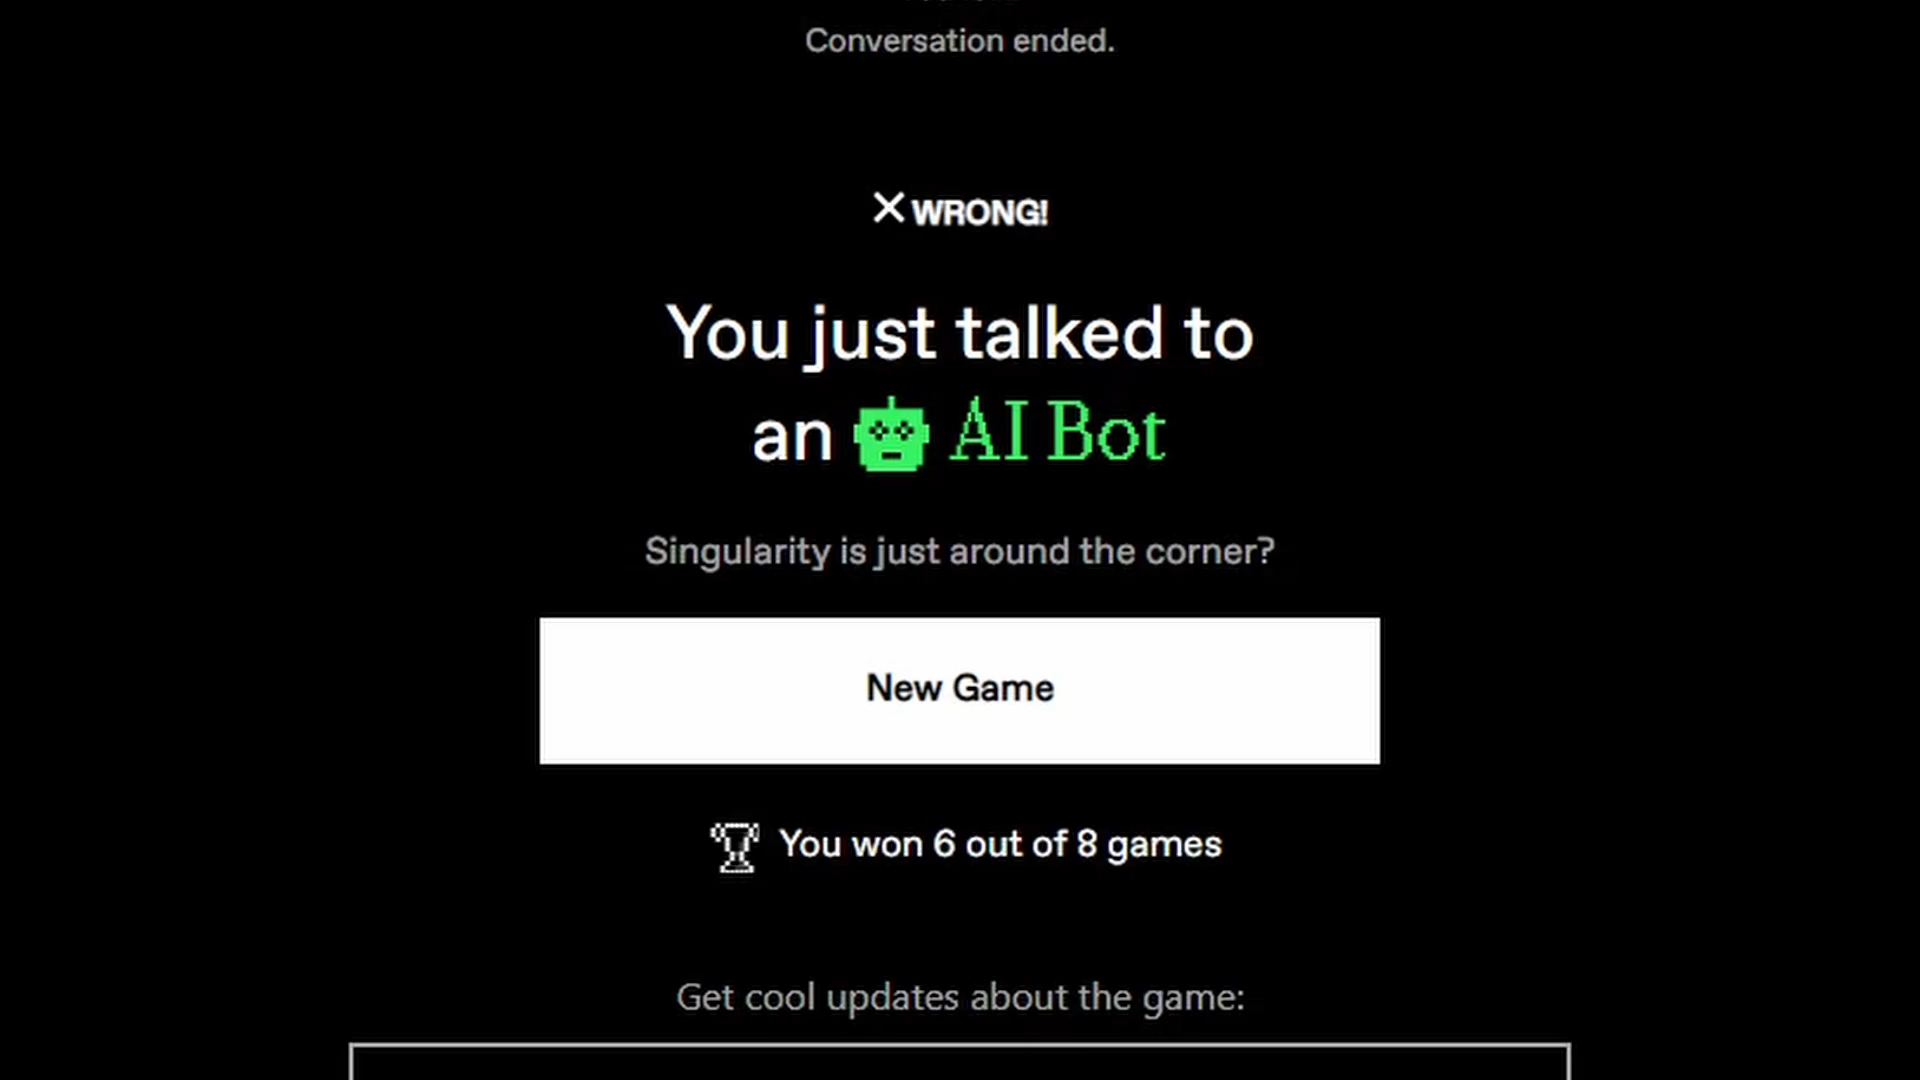 Conversation ended.
WRONG!
You just talked to
an AI Bot
Singularity is just around the corner?
New Game
You won 6 out of 8 games
Get cool updates about the game: